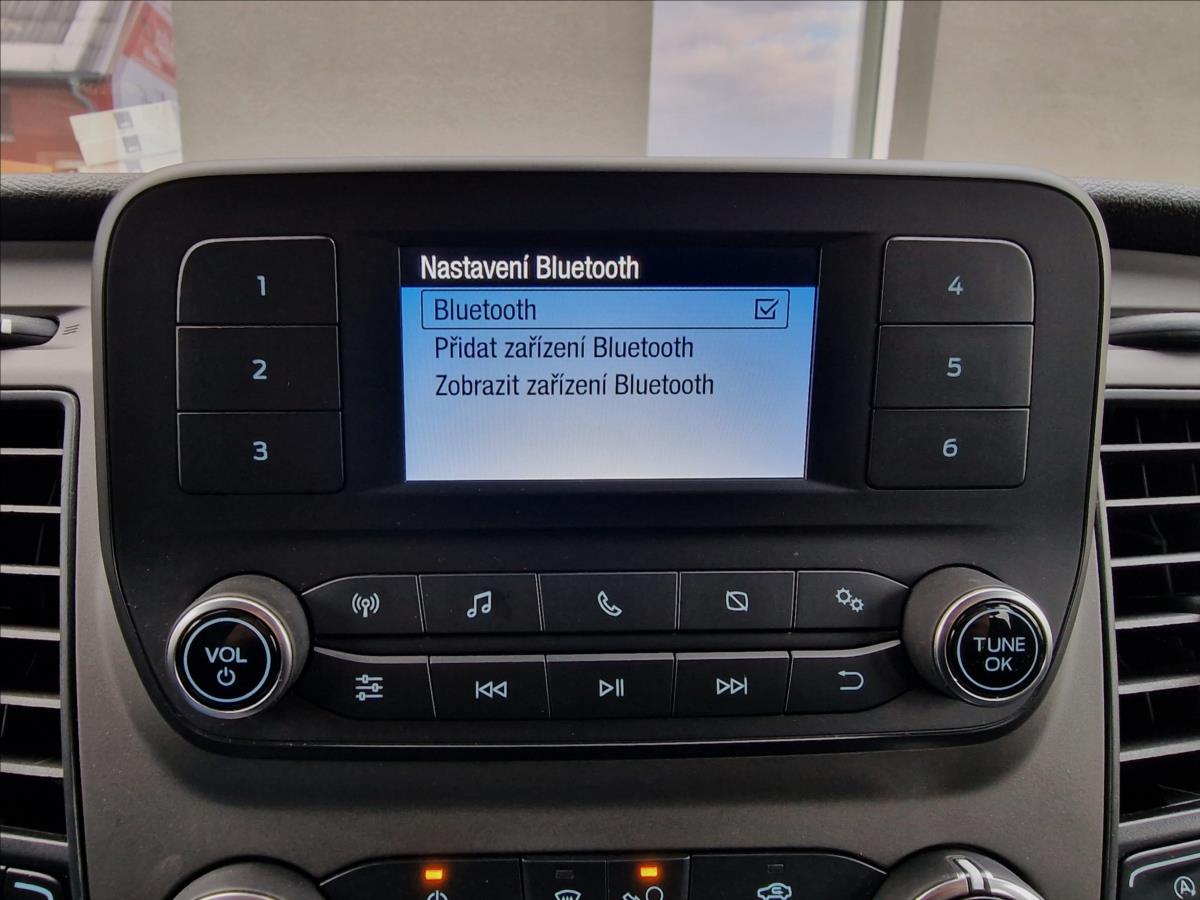 Nastavení Bluetooth
Bluetooth
Přidat zařízení Bluetooth
Zobrazit zařízení Bluetooth
1
2
3
4
5
6
VOL
TUNE
OK
A